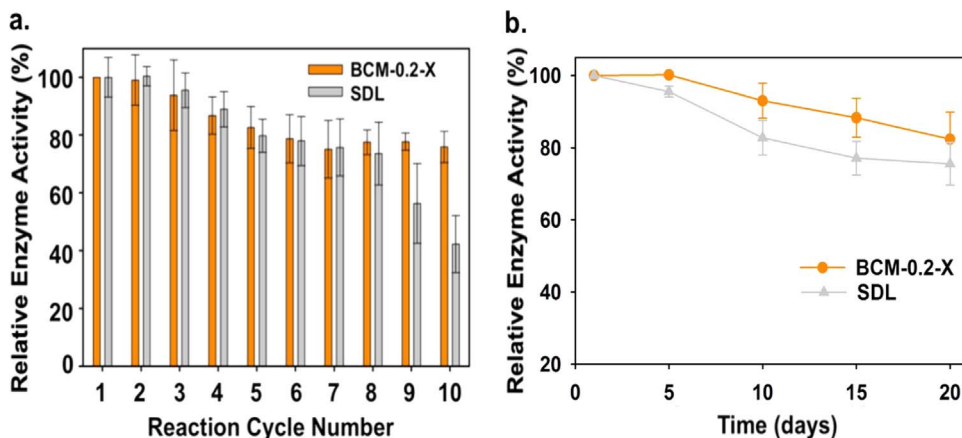 a.
Relative Enzyme Activity (%)
100
80
60
40
20
0
BCM-0.2-X
SDL
1 2 3 4 5 6 7 8 9 10
Reaction Cycle Number
b.
Relative Enzyme Activity (%)
100
80
60
40
20
BCM-0.2-X
SDL
0 5 10 15 20
Time (days)